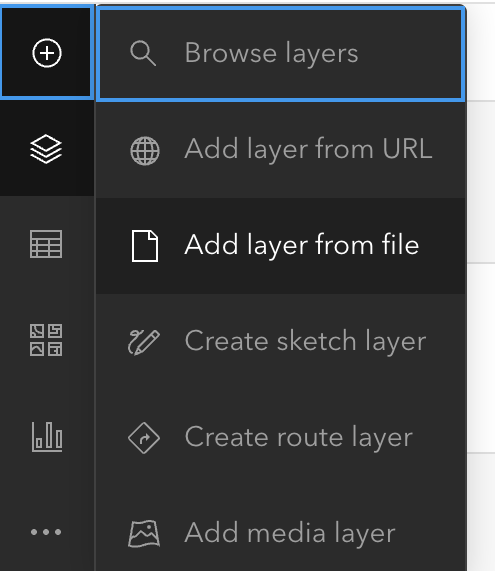 Browse layers
Add layer from URL
Add layer from file
Create sketch layer
Create route layer
Add media layer